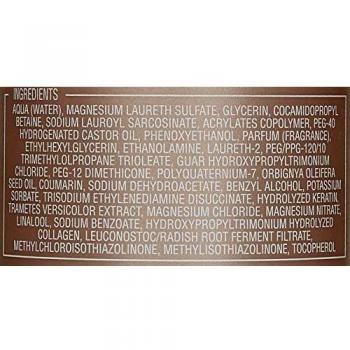 INGREDIENTS
AQUA (WATER), MAGNESIUM LAURETH SULFATE, GLYCERIN, COCAMIDOPROPYL
BETAINE, SODIUM LAUROYL SARCOSINATE, ACRYLATES COPOLYMER, PEG-40
HYDROGENATED CASTOR OIL, PHENOXYETHANOL, PARFUM (FRAGRANCE),
ETHYLHEXYLGLYCERIN, ETHANOLAMINE, LAURETH-2, PEG/PPG-120/10
TRIMETHYLOLPROPANE TRIOLEATE, GUAR HYDROXYPROPYLTRIMONIUM
CHLORIDE, PEG-12 DIMETHICONE, POLYQUATERNIUM-7, ORBIGNYA OLEIFERA
SEED OIL, COUMARIN, SODIUM DEHYDROACETATE, BENZYL ALCOHOL, POTASSIUM
SORBATE, TRISODIUM ETHYLENEDIAMINE DISUCCINATE, HYDROLYZED KERATIN,
TRAMETES VERSICOLOR EXTRACT, MAGNESIUM CHLORIDE, MAGNESIUM NITRATE,
LINALOOL, SODIUM BENZOATE, HYDROXYPROPYLTRIMONIUM HYDROLYZED
COLLAGEN, LEUCONOSTOC/RADISH ROOT FERMENT FILTRATE,
METHYLCHLOROISOTHIAZOLINONE, METHYLISOTHIAZOLINONE, TOCOPHEROL